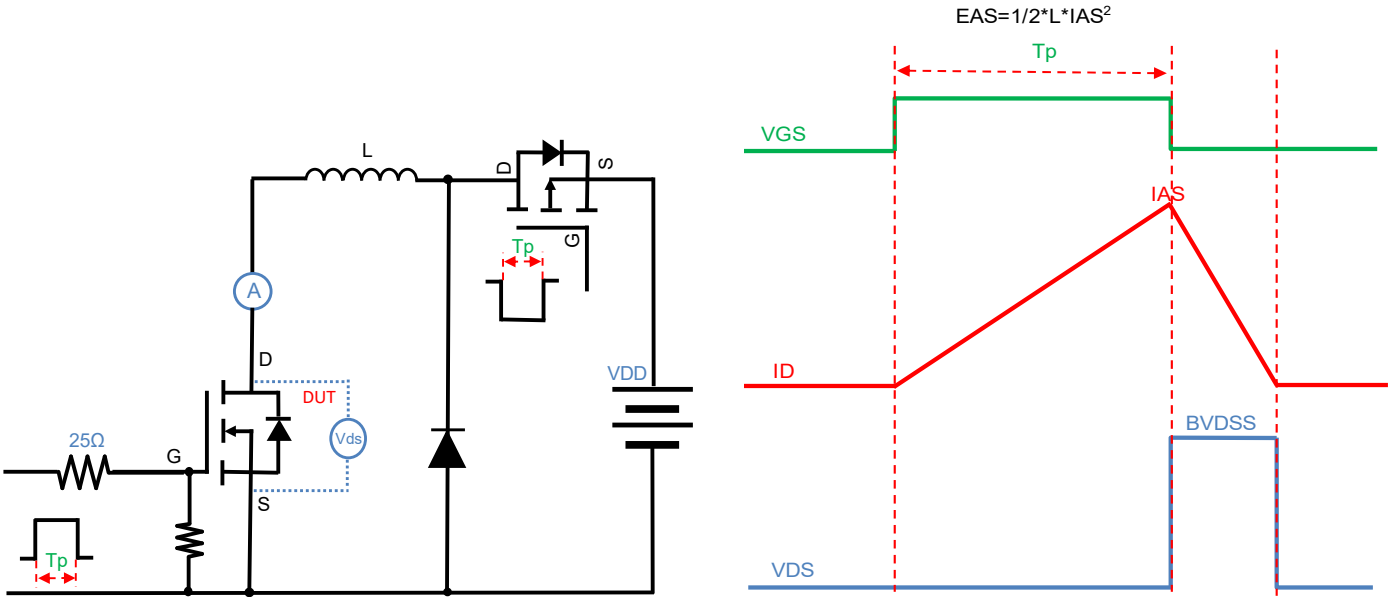 EAS=1/2*L*IAS²
Tp
VGS
L
D
S
G
Tp
IAS
A
D
DUT
VDD
ID
25Ω
G
Vds
BVDSS
S
Tp
VDS